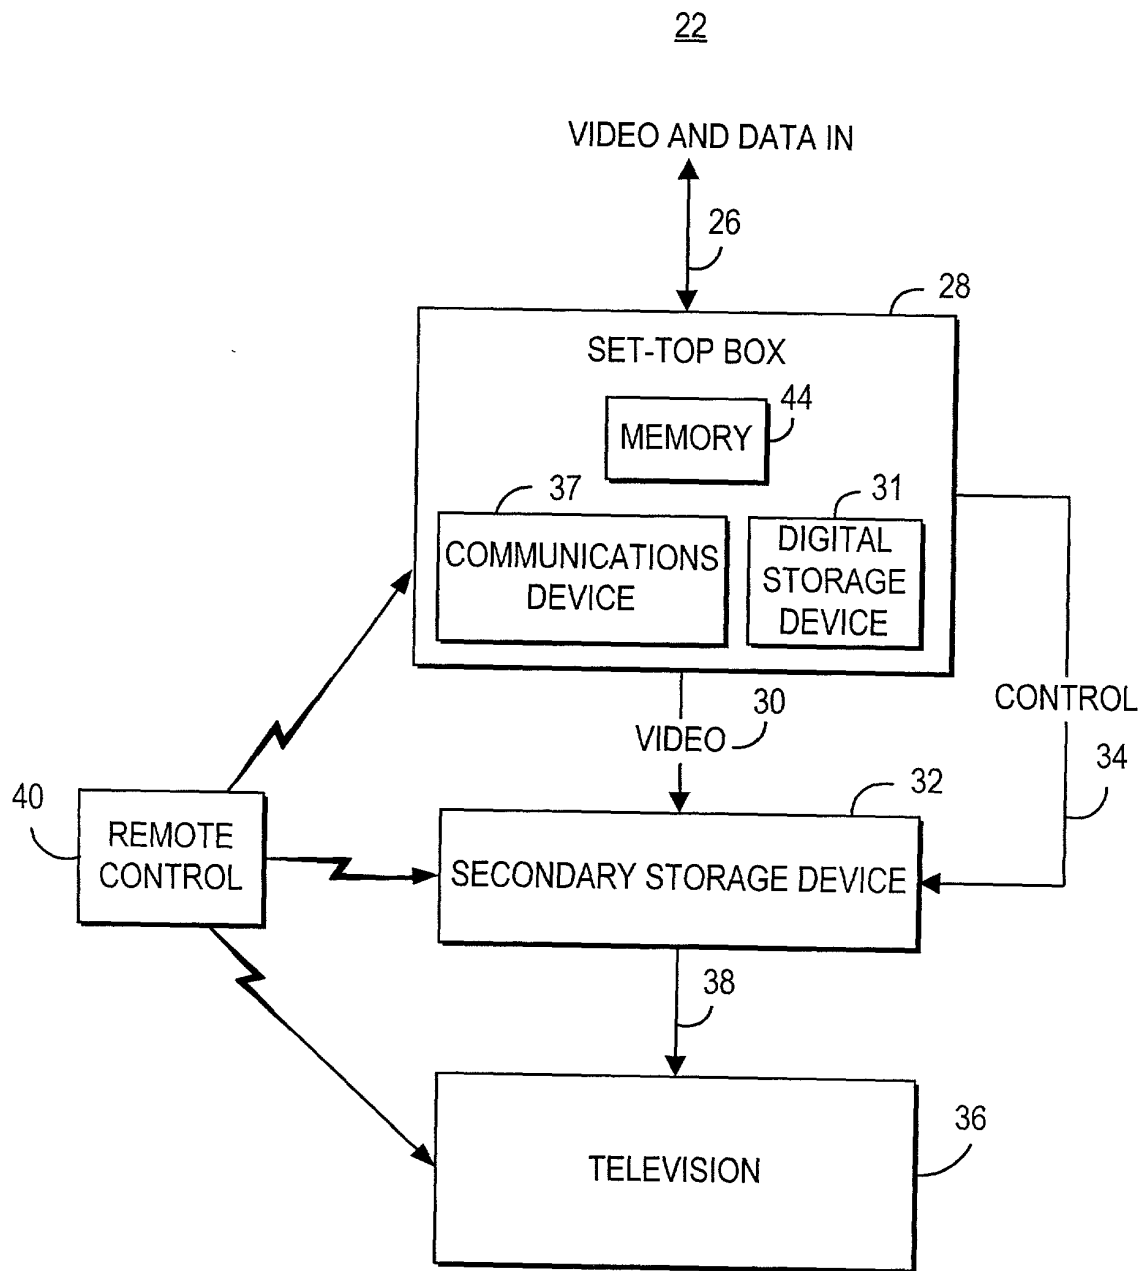 22
VIDEO AND DATA IN
26
28
SET-TOP BOX
44
MEMORY
37
31
COMMUNICATIONS
DEVICE
DIGITAL
STORAGE
DEVICE
CONTROL
30
VIDEO
34
32
40
REMOTE
CONTROL
SECONDARY STORAGE DEVICE
38
36
TELEVISION